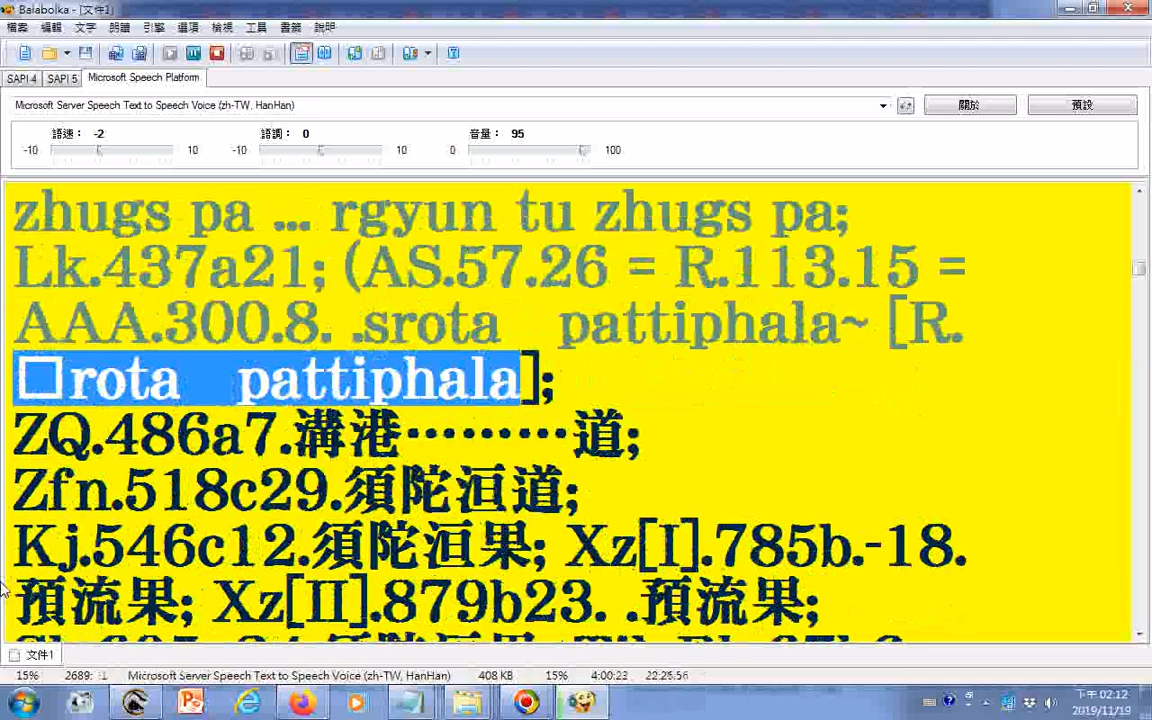 Balabolka - [文件1]
檔案 編輯 文字 朗讀 引擎 選項 檢視 工具 書籤 說明
SAPI 4 SAPI 5 Microsoft Speech Platform
Microsoft Server Speech Text to Speech Voice (zh-TW, HanHan) 關於 預設
語速： -2 語調： 0 音量： 95
-10 10 -10 10 0 100
zhugs pa ... rgyun tu zhugs pa;
Lk.437a21; (AS.57.26 = R.113.15 =
AAA.300.8. .srota pattiphala~ [R.
□rota pattiphala];
ZQ.486a7.溝港………道;
Zfn.518c29.須陀洹道;
Kj.546c12.須陀洹果; Xz[I].785b.-18.
預流果; Xz[II].879b23. .預流果;
文件1
15% Microsoft Server Speech Text to Speech Voice (zh-TW, HanHan) 408 KB 15% 4:00:23 22:26:56
下午 02:12
2019/11/19